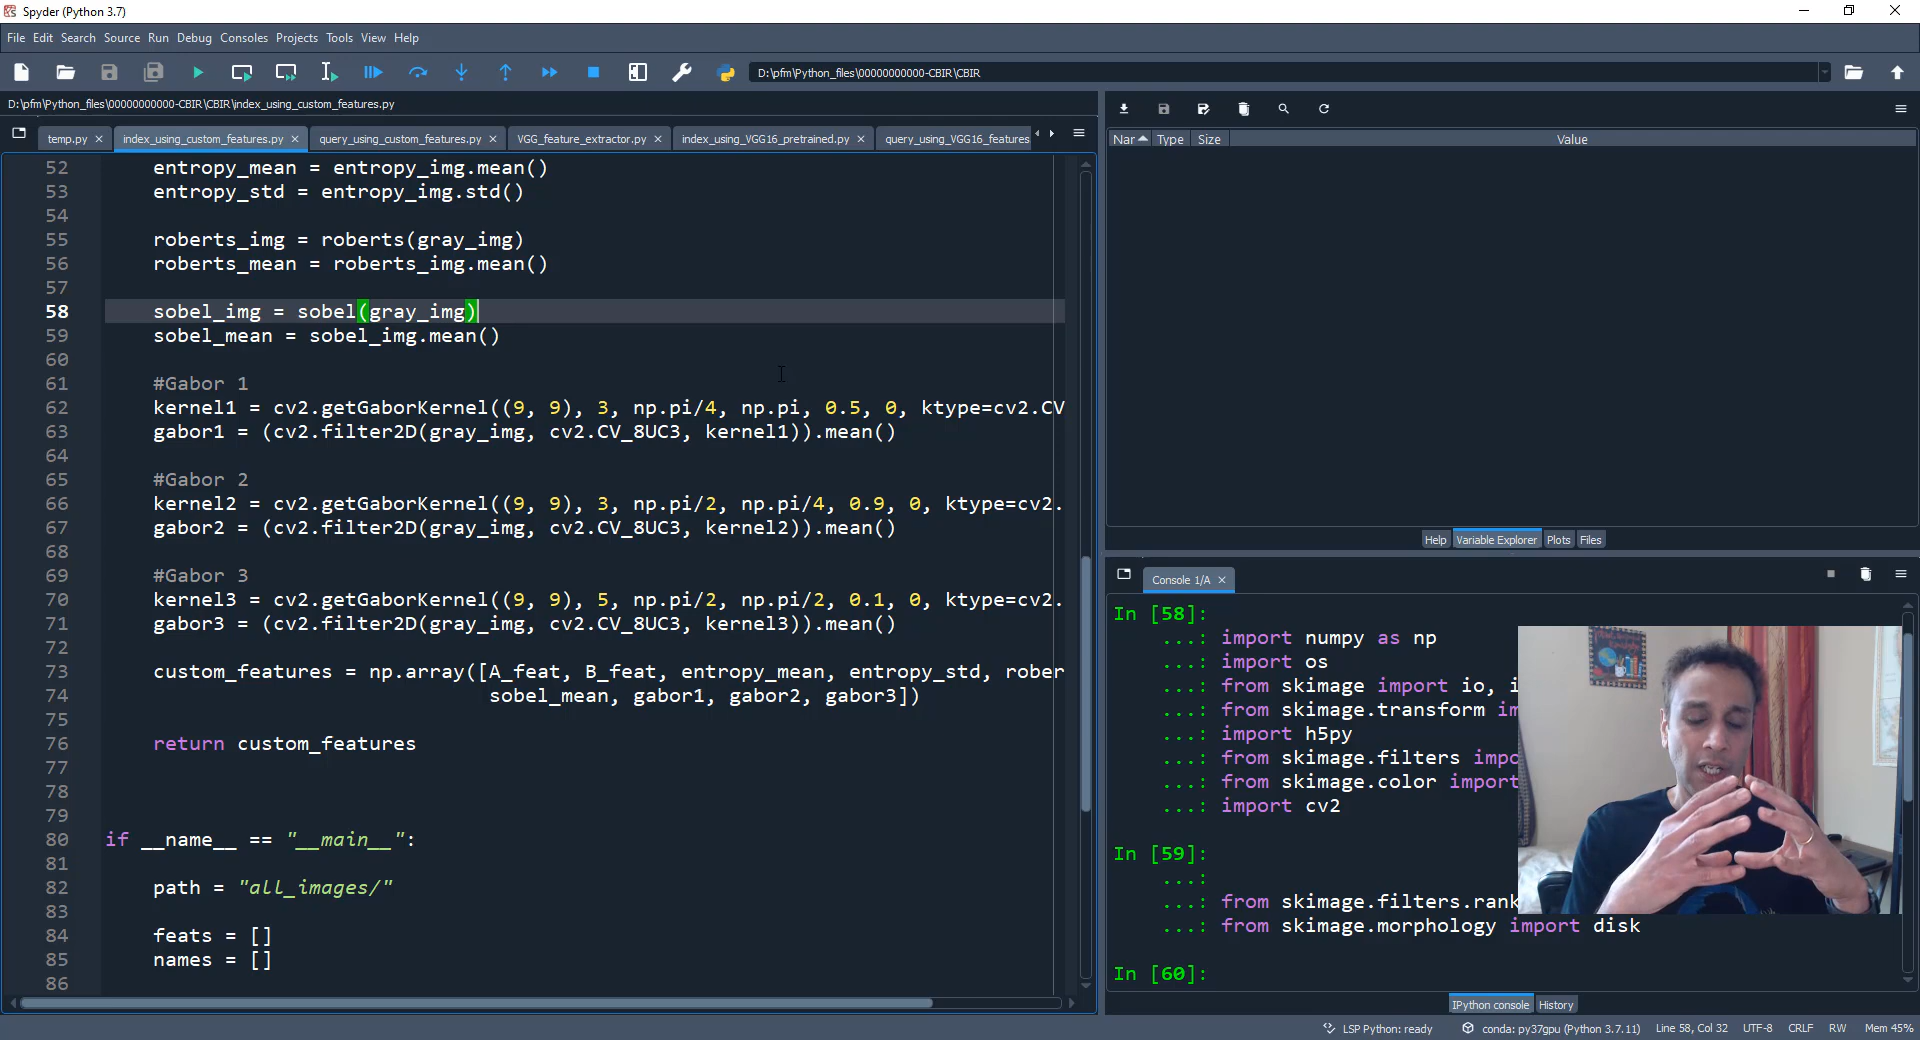 Spyder (Python 3.7)
File Edit Search Source Run Debug Consoles Projects Tools View Help
D:\pfm\Python_files\00000000000-CBIR\CBIR
D:\pfm\Python_files\00000000000-CBIR\CBIR\index_using_custom_features.py
temp.py index_using_custom_features.py query_using_custom_features.py VGG_feature_extractor.py index_using_VGG16_pretrained.py query_using_VGG16_features
52 entropy_mean = entropy_img.mean()
53 entropy_std = entropy_img.std()
54
55 roberts_img = roberts(gray_img)
56 roberts_mean = roberts_img.mean()
57
58 sobel_img = sobel(gray_img)
59 sobel_mean = sobel_img.mean()
60
61 #Gabor 1
62 kernel1 = cv2.getGaborKernel((9, 9), 3, np.pi/4, np.pi, 0.5, 0, ktype=cv2.CV
63 gabor1 = (cv2.filter2D(gray_img, cv2.CV_8UC3, kernel1)).mean()
64
65 #Gabor 2
66 kernel2 = cv2.getGaborKernel((9, 9), 3, np.pi/2, np.pi/4, 0.9, 0, ktype=cv2.
67 gabor2 = (cv2.filter2D(gray_img, cv2.CV_8UC3, kernel2)).mean()
68
69 #Gabor 3
70 kernel3 = cv2.getGaborKernel((9, 9), 5, np.pi/2, np.pi/2, 0.1, 0, ktype=cv2.
71 gabor3 = (cv2.filter2D(gray_img, cv2.CV_8UC3, kernel3)).mean()
72
73 custom_features = np.array([A_feat, B_feat, entropy_mean, entropy_std, rober
74 sobel_mean, gabor1, gabor2, gabor3])
75
76 return custom_features
77
78
79
80 if __name__ == "__main__":
81
82 path = "all_images/"
83
84 feats = []
85 names = []
86
Nar Type Size Value
Help Variable Explorer Plots Files
Console 1/A
In [58]:
...: import numpy as np
...: import os
...: from skimage import io, i
...: from skimage.transform im
...: import h5py
...: from skimage.filters impo
...: from skimage.color import
...: import cv2
In [59]:
...:
...: from skimage.filters.rank
...: from skimage.morphology import disk
In [60]:
IPython console History
LSP Python: ready conda: py37gpu (Python 3.7.11) Line 58, Col 32 UTF-8 CRLF RW Mem 45%